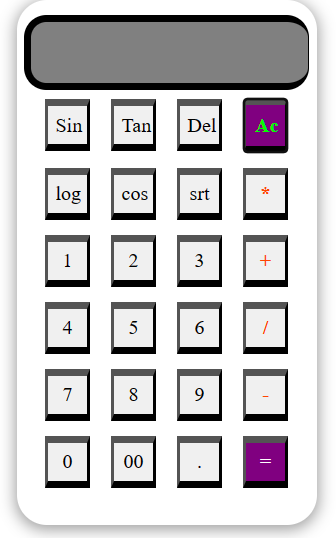 Sin Tan Del Ac
log cos srt *
1 2 3 +
4 5 6 /
7 8 9 -
0 00 . =